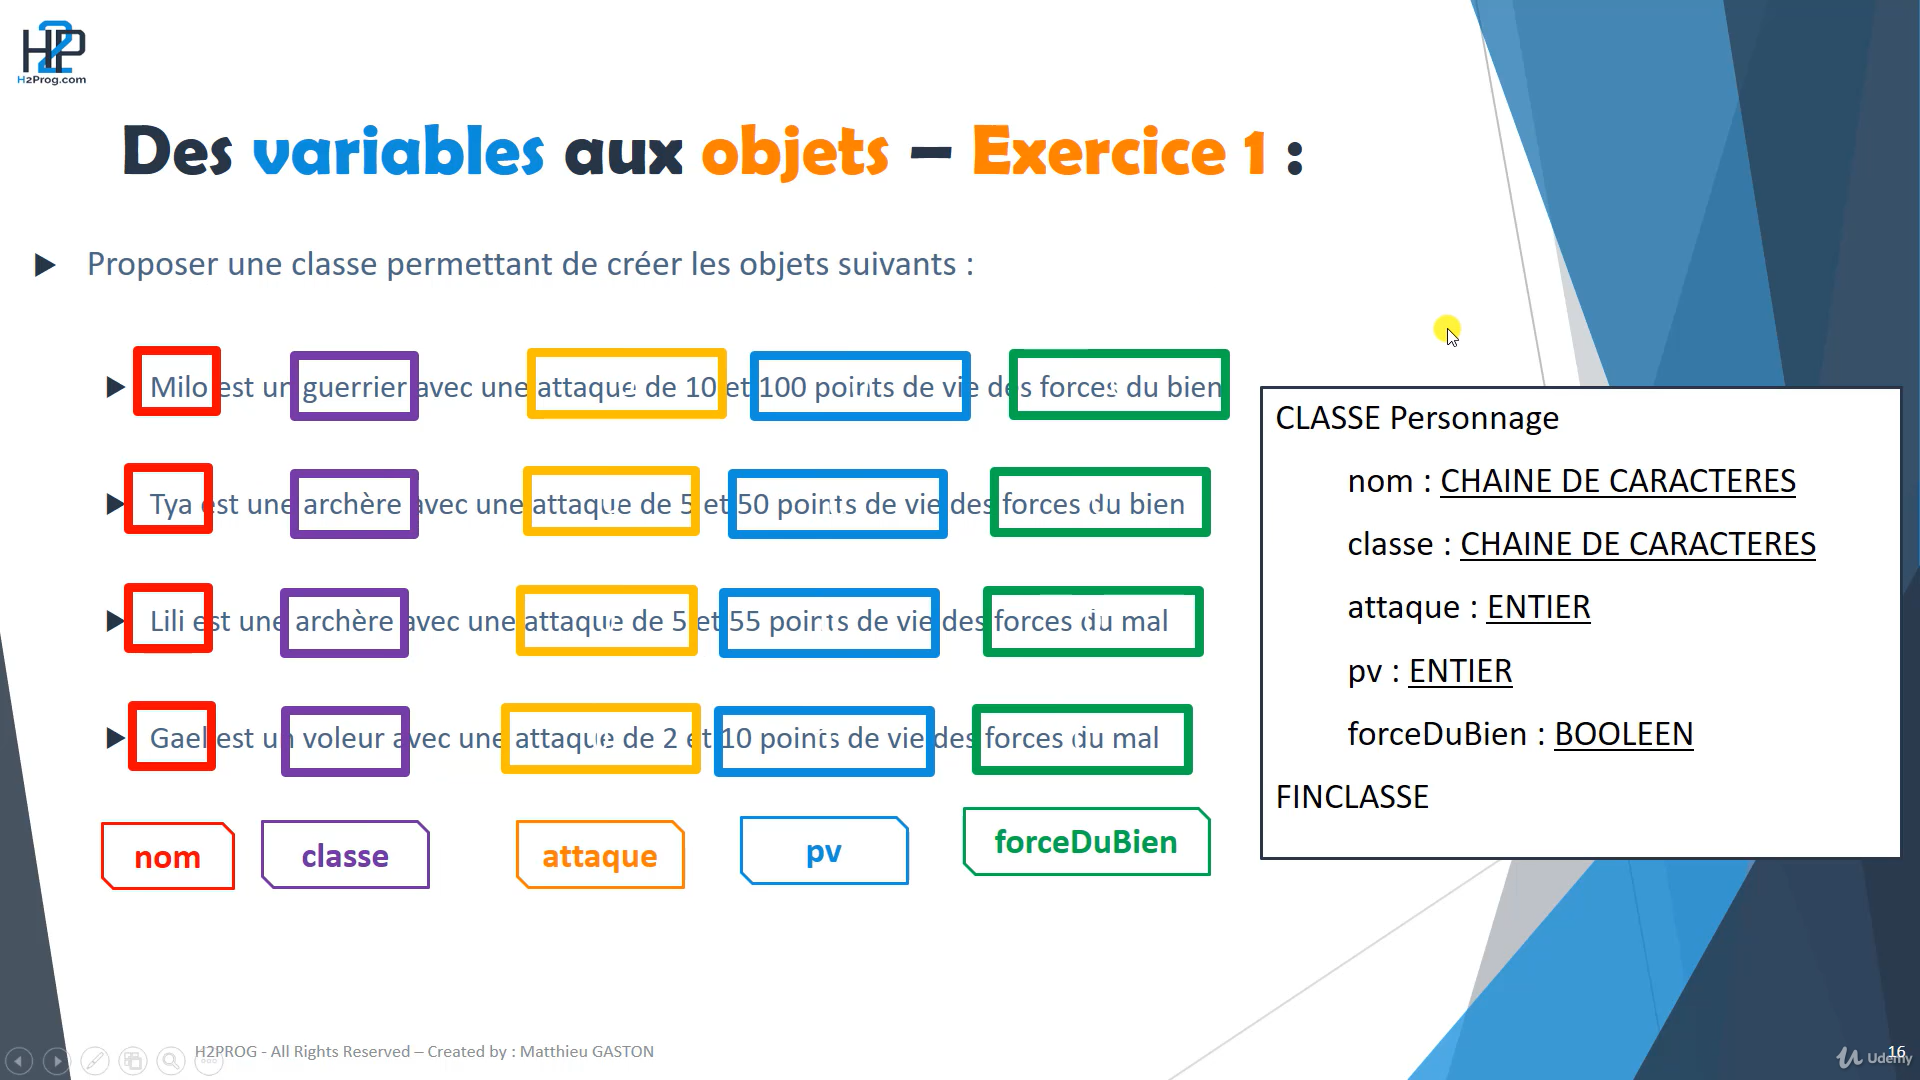 H2P
H2Prog.com
Des variables aux objets – Exercice 1 :
Proposer une classe permettant de créer les objets suivants :
Milo est un guerrier avec une attaque de 10 et 100 points de vie des forces du bien
Tya est une archère avec une attaque de 5 et 50 points de vie des forces du bien
Lili est une archère avec une attaque de 5 et 55 points de vie des forces du mal
Gael est un voleur avec une attaque de 2 et 10 points de vie des forces du mal
nom
classe
attaque
pv
forceDuBien
CLASSE Personnage
nom : CHAINE DE CARACTERES
classe : CHAINE DE CARACTERES
attaque : ENTIER
pv : ENTIER
forceDuBien : BOOLEEN
FINCLASSE
H2PROG - All Rights Reserved – Created by : Matthieu GASTON
16
Udemy